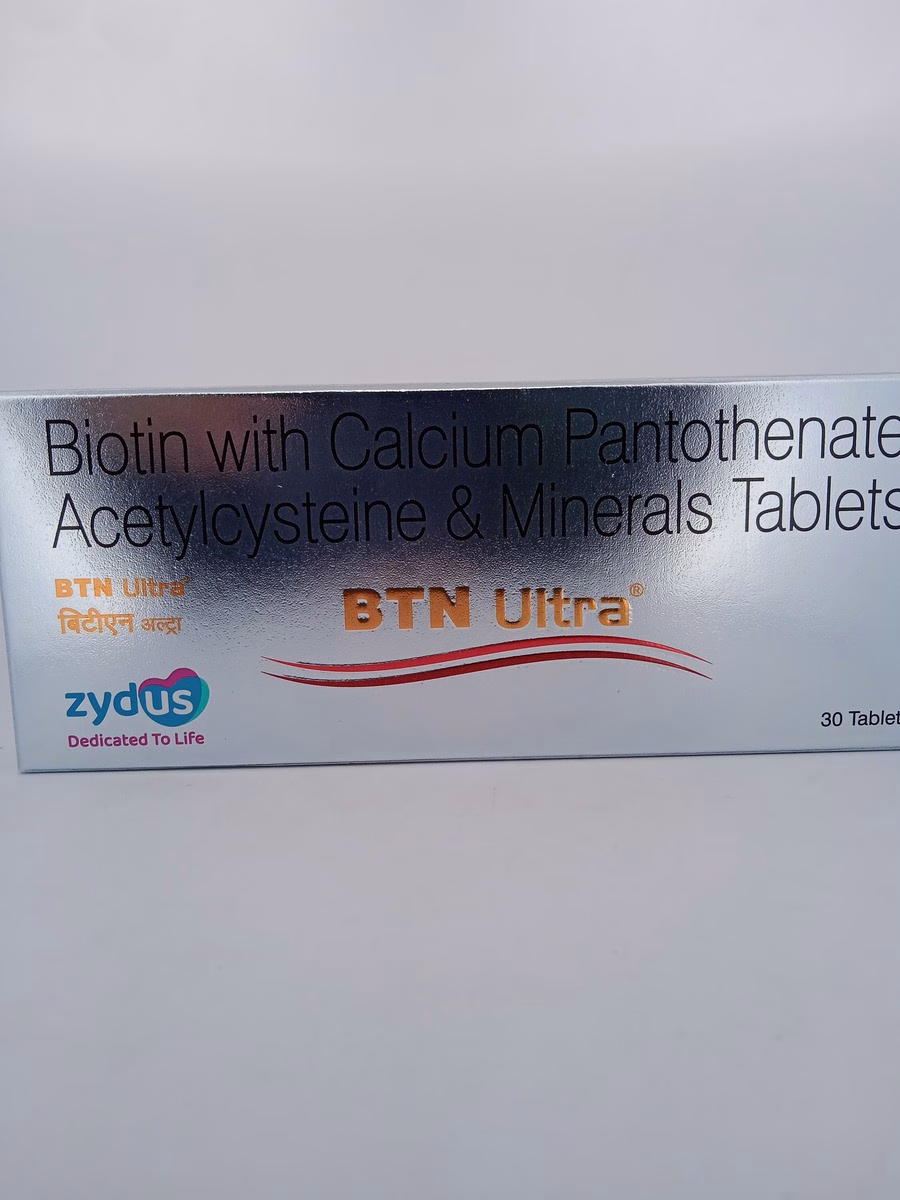 Biotin with Calcium Pantothenate
Acetylcysteine & Minerals Tablets
BTN Ultra
बिटीएन अल्ट्रा
BTN Ultra®
zydus
Dedicated To Life
30 Tablet